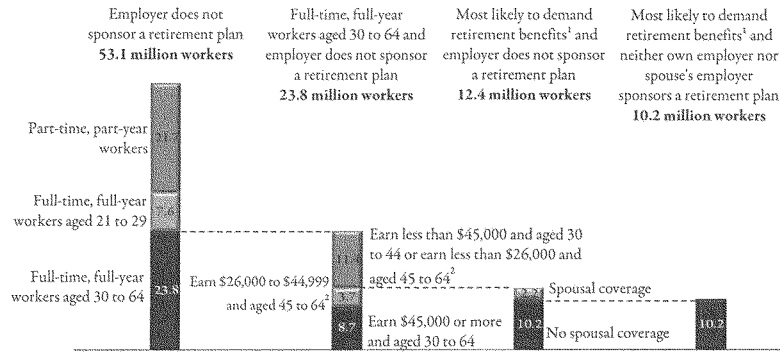 Employer does not
sponsor a retirement plan
53.1 million workers
Full-time, full-year
workers aged 30 to 64 and
employer does not sponsor
a retirement plan
23.8 million workers
Most likely to demand
retirement benefits¹ and
employer does not sponsor
a retirement plan
12.4 million workers
Most likely to demand
retirement benefits¹ and
neither own employer nor
spouse's employer
sponsors a retirement plan
10.2 million workers
Part-time, part-year
workers
Full-time, full-year
workers aged 21 to 29
7.6
Full-time, full-year
workers aged 30 to 64
23.8
Earn less than $45,000 and aged 30
to 44 or earn less than $26,000 and
aged 45 to 64²
11.4
Earn $26,000 to $44,999
and aged 45 to 64²
3.7
Earn $45,000 or more
and aged 30 to 64
8.7
Spousal coverage
2.2
No spousal coverage
10.2
10.2